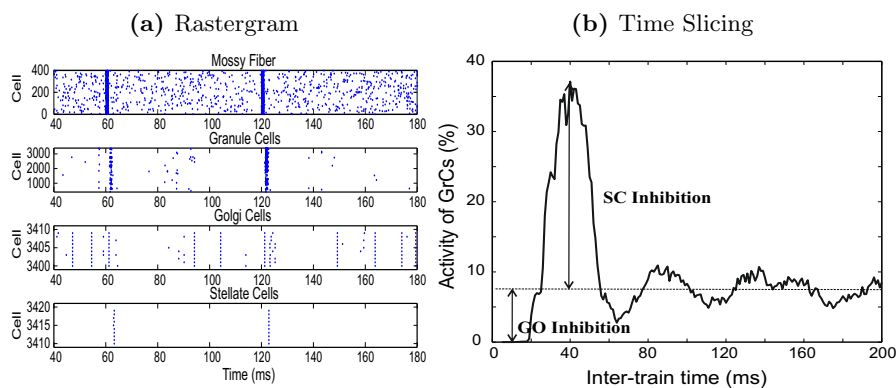 (a) Rastergram
Mossy Fiber
Cell
400
200
0
40 60 80 100 120 140 160 180
Granule Cells
Cell
3000
2000
1000
40 60 80 100 120 140 160 180
Golgi Cells
Cell
3409
3405
3400
40 60 80 100 120 140 160 180
Stellate Cells
Cell
3420
3415
3410
40 60 80 100 120 140 160 180
Time (ms)
(b) Time Slicing
Activity of GrCs (%)
40
30
20
10
0
SC Inhibition
GO Inhibition
0 40 80 120 160 200
Inter-train time (ms)